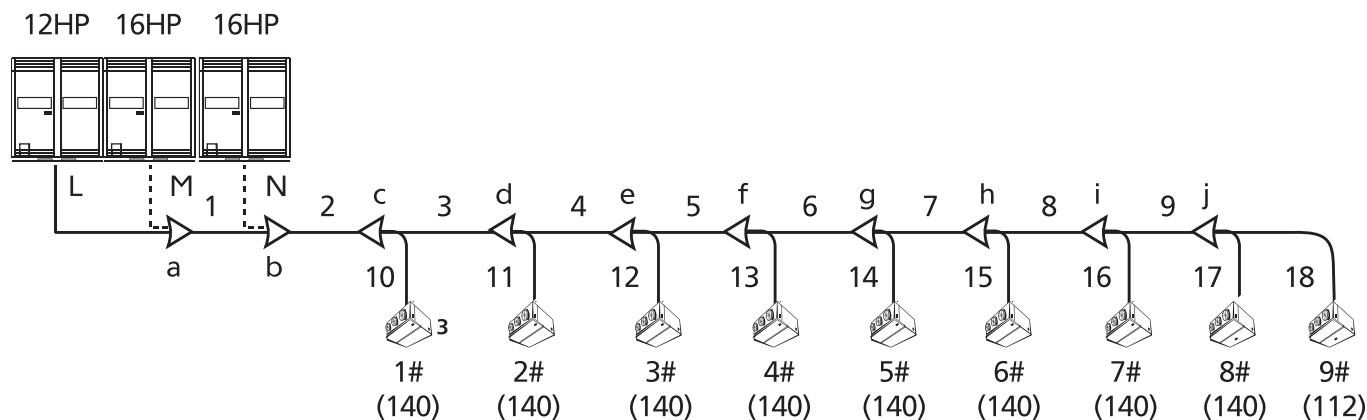 12HP 16HP 16HP
L M N
1 2 c 3 d 4 e 5 f 6 g 7 h 8 i 9 j
a b
10 11 12 13 14 15 16 17 18
3
1# 2# 3# 4# 5# 6# 7# 8# 9#
(140) (140) (140) (140) (140) (140) (140) (140) (112)